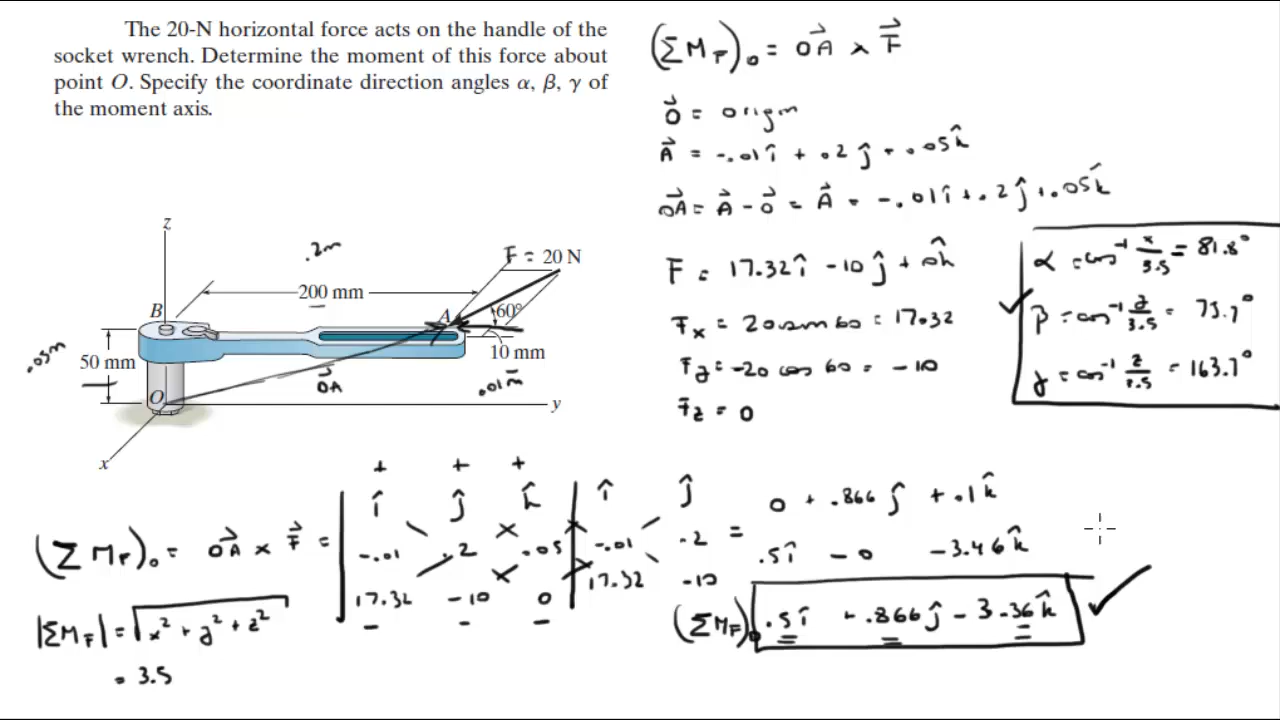 The 20-N horizontal force acts on the handle of the
socket wrench. Determine the moment of this force about
point O. Specify the coordinate direction angles α, β, γ of
the moment axis.
(ΣM_F)_o = OA⃗ × F⃗
O⃗ = origin
A⃗ = -.01î + .2ĵ + .05k̂
OA⃗ = A⃗ - O⃗ = A⃗ = -.01î + .2ĵ + .05k̂
F = 17.32î - 10ĵ + 0k̂
F_x = 20 sin 60 = 17.32
F_y = -20 cos 60 = -10
F_z = 0
α = cos⁻¹ x/3.5 = 81.8°
β = cos⁻¹ y/3.5 = 75.7°
γ = cos⁻¹ z/3.5 = 163.7°
z
.2m
F = 20 N
200 mm
B
A
60°
.05m
50 mm
10 mm
.01m
OA⃗
O
y
x
+ + +
î ĵ k̂ î ĵ
(ΣM_F)_o = OA⃗ × F⃗ = -.01 .2 .05 -.01 .2 =
17.32 -10 0 17.32 -10
0 + .866ĵ + .1k̂
.5î - 0 - 3.46k̂
(ΣM_F)_o .5î + .866ĵ - 3.36k̂
|ΣM_F| = √x² + y² + z²
= 3.5